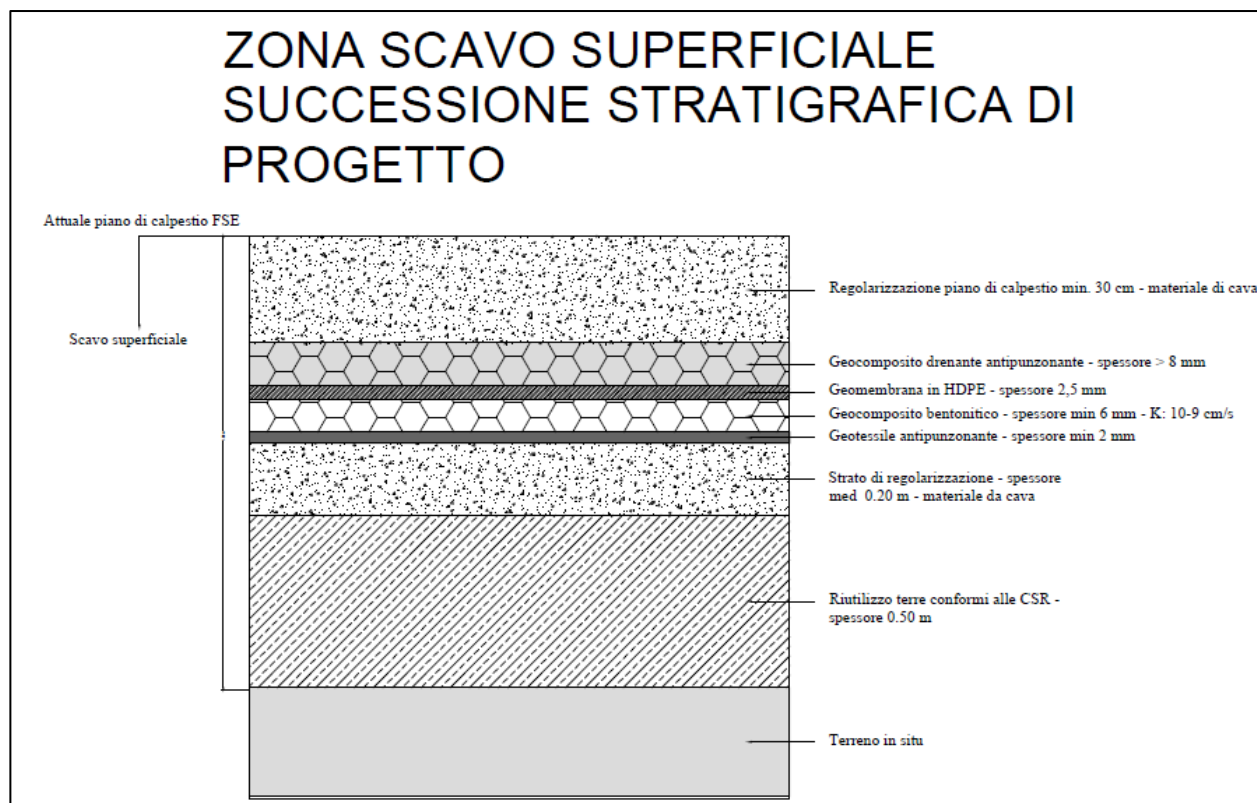 ZONA SCAVO SUPERFICIALE
SUCCESSIONE STRATIGRAFICA DI
PROGETTO
Attuale piano di calpestio FSE
Regolarizzazione piano di calpestio min. 30 cm - materiale di cava
Scavo superficiale
Geocomposito drenante antipunzonante - spessore > 8 mm
Geomembrana in HDPE - spessore 2,5 mm
Geocomposito bentonitico - spessore min 6 mm - K: 10-9 cm/s
Geotessile antipunzonante - spessore min 2 mm
Strato di regolarizzazione - spessore
med 0.20 m - materiale da cava
Riutilizzo terre conformi alle CSR -
spessore 0.50 m
Terreno in situ